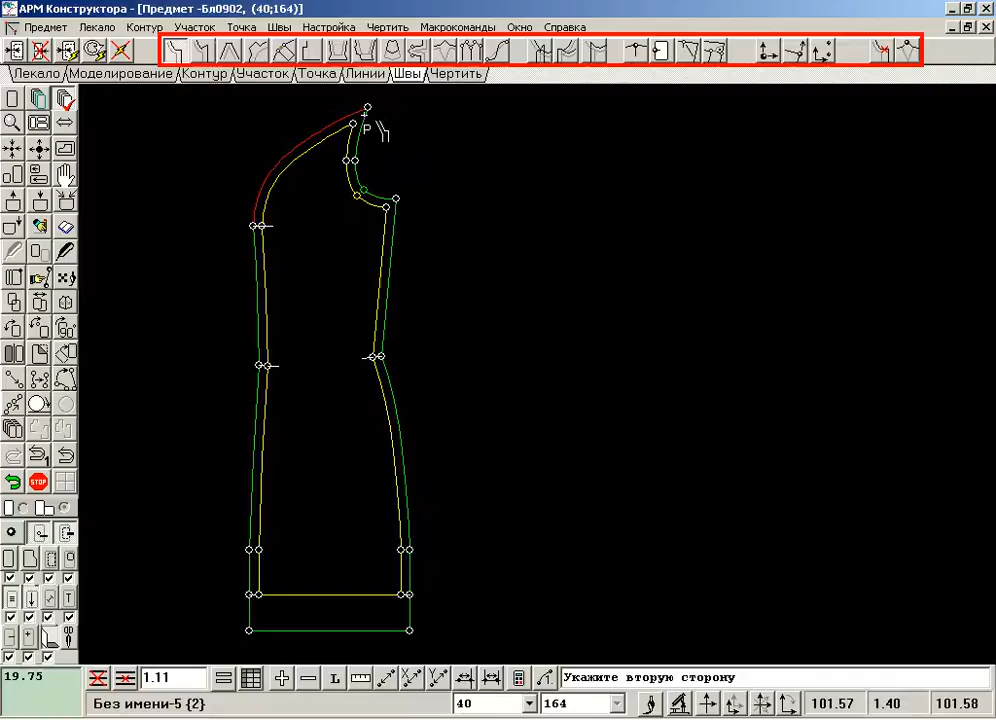 АРМ Конструктора - [Предмет -Бл0902, (40;164)]
Предмет Лекало Контур Участок Точка Швы Настройка Чертить Макрокоманды Окно Справка
Лекало Моделирование Контур Участок Точка Линии Швы Чертить
P
STOP
T
19.75
1.11
L
X
Y
Укажите вторую сторону
Без имени-5 {2}
40
164
101.57
1.40
101.58